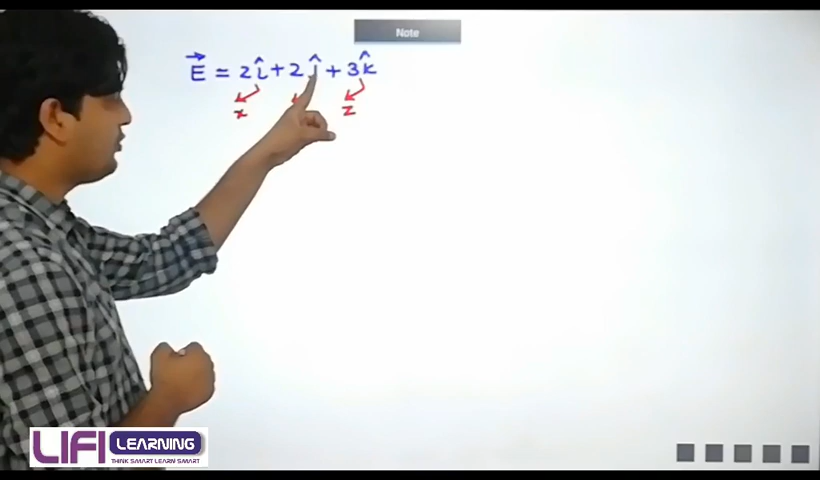 Note
E⃗ = 2î + 2ĵ + 3k̂
x z
LIFI LEARNING
THINK SMART LEARN SMART